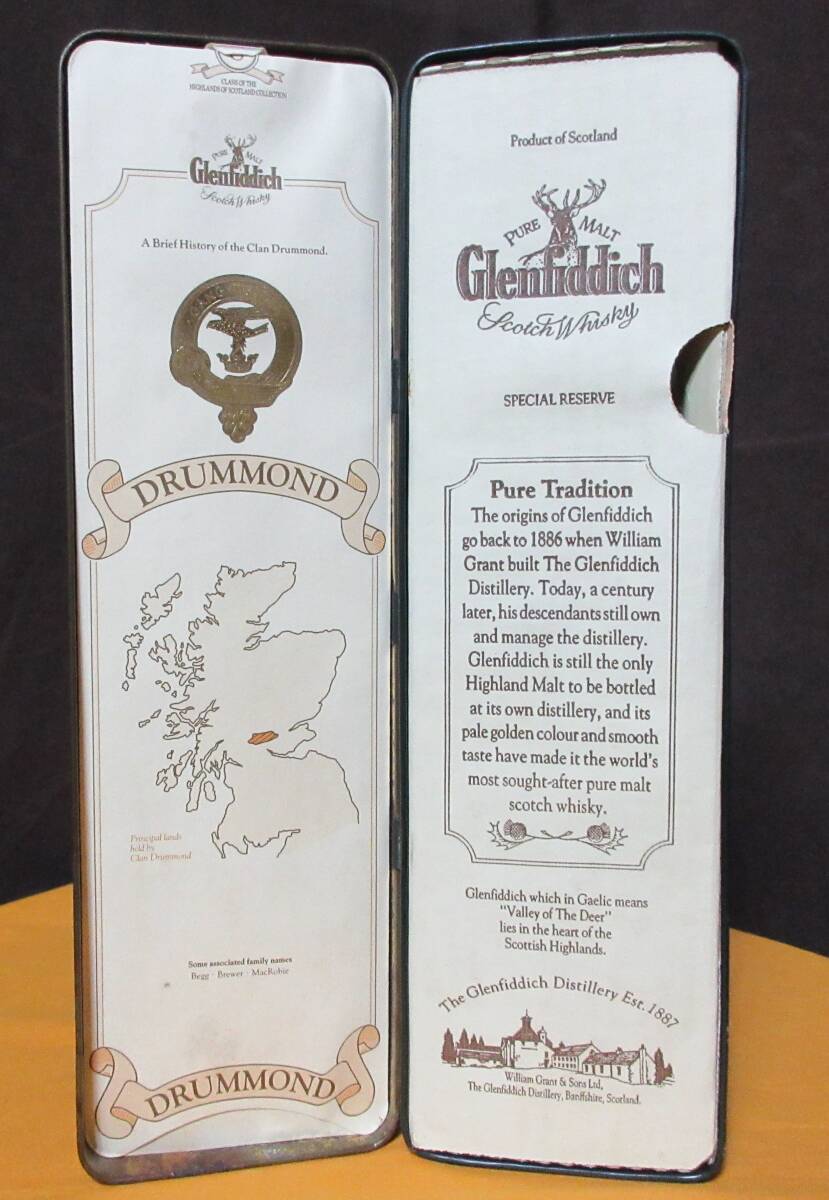 CLANS OF THE
HIGHLANDS OF SCOTLAND COLLECTION
PURE MALT
Glenfiddich
Scotch Whisky
A Brief History of the Clan Drummond.
GANG
DRUMMOND
Principal lands
held by
Clan Drummond
Some associated family names
Begg · Brewer · MacRobie
DRUMMOND
Product of Scotland
PURE MALT
Glenfiddich
Scotch Whisky
SPECIAL RESERVE
Pure Tradition
The origins of Glenfiddich
go back to 1886 when William
Grant built The Glenfiddich
Distillery. Today, a century
later, his descendants still own
and manage the distillery.
Glenfiddich is still the only
Highland Malt to be bottled
at its own distillery, and its
pale golden colour and smooth
taste have made it the world's
most sought-after pure malt
scotch whisky.
Glenfiddich which in Gaelic means
"Valley of The Deer"
lies in the heart of the
Scottish Highlands.
The Glenfiddich Distillery Est. 1887
William Grant & Sons Ltd,
The Glenfiddich Distillery, Banffshire, Scotland.